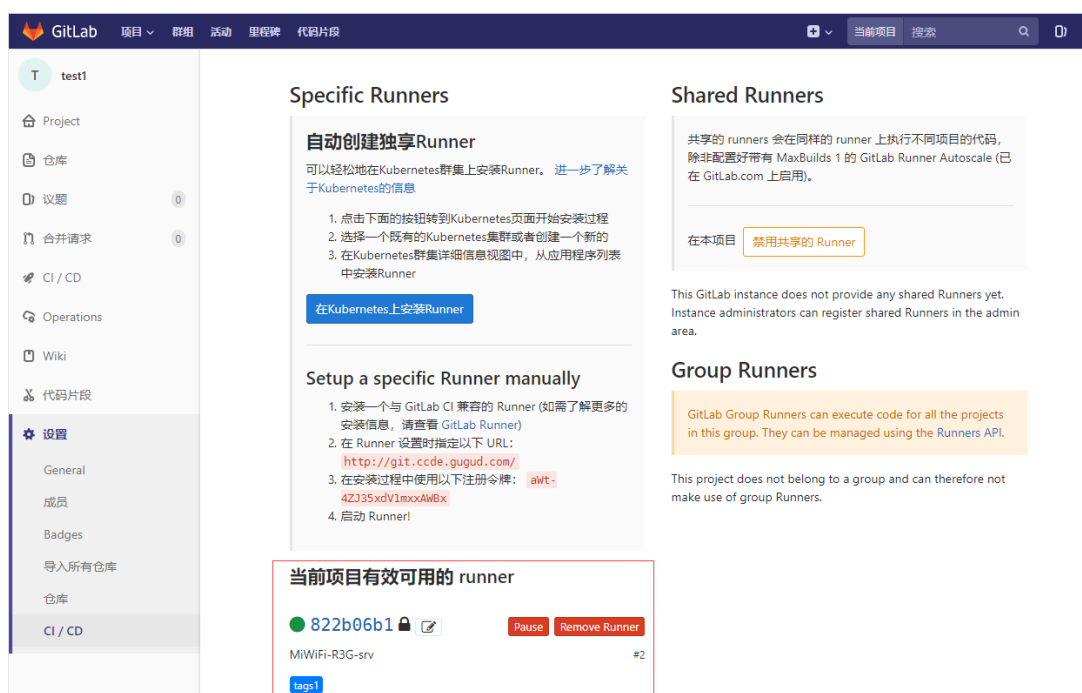 GitLab 项目 群组 活动 里程碑 代码片段 当前项目 搜索
T test1
Project
仓库
议题 0
合并请求 0
CI / CD
Operations
Wiki
代码片段
设置
General
成员
Badges
导入所有仓库
仓库
CI / CD
Specific Runners
自动创建独享Runner
可以轻松地在Kubernetes群集上安装Runner。 进一步了解关
于Kubernetes的信息
1. 点击下面的按钮转到Kubernetes页面开始安装过程
2. 选择一个既有的Kubernetes集群或者创建一个新的
3. 在Kubernetes群集详细信息视图中，从应用程序列表
中安装Runner
在Kubernetes上安装Runner
Setup a specific Runner manually
1. 安装一个与 GitLab CI 兼容的 Runner (如需了解更多的
安装信息，请查看 GitLab Runner)
2. 在 Runner 设置时指定以下 URL：
http://git.ccde.gugud.com/
3. 在安装过程中使用以下注册令牌： aWt-
4ZJ35xdV1mxxAWBx
4. 启动 Runner!
当前项目有效可用的 runner
822b06b1 Pause Remove Runner
MiWiFi-R3G-srv #2
tags1
Shared Runners
共享的 runners 会在同样的 runner 上执行不同项目的代码，
除非配置好带有 MaxBuilds 1 的 GitLab Runner Autoscale (已
在 GitLab.com 上启用)。
在本项目 禁用共享的 Runner
This GitLab instance does not provide any shared Runners yet.
Instance administrators can register shared Runners in the admin
area.
Group Runners
GitLab Group Runners can execute code for all the projects
in this group. They can be managed using the Runners API.
This project does not belong to a group and can therefore not
make use of group Runners.